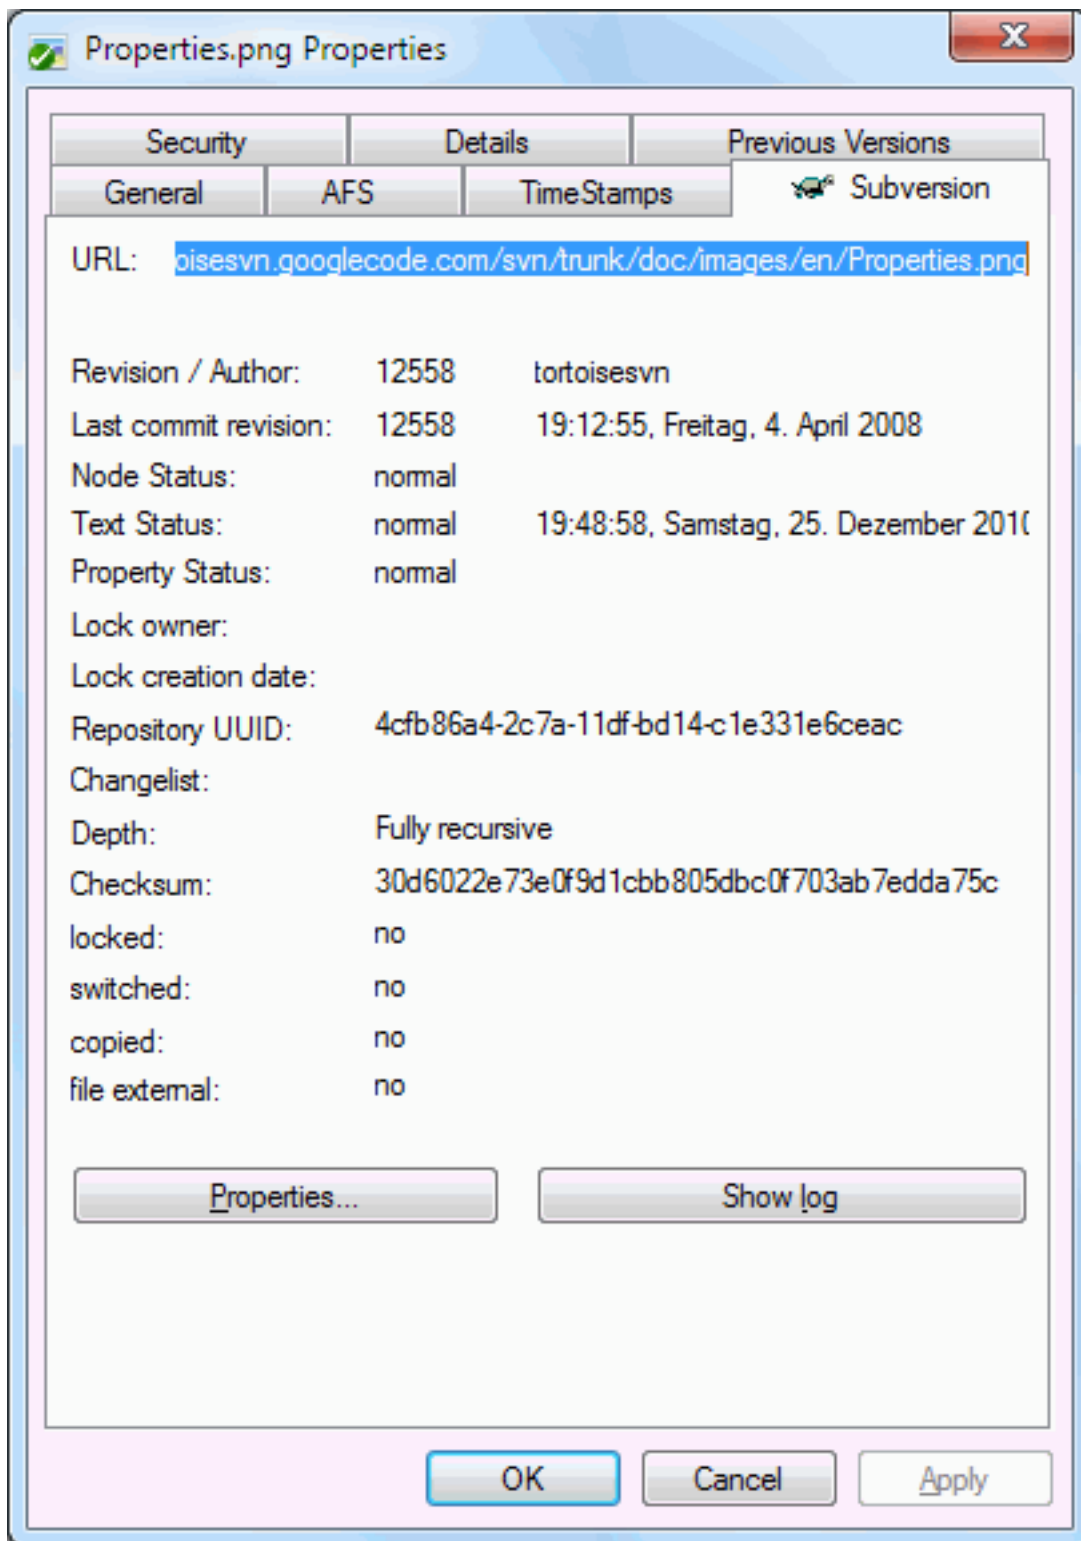 Properties.png Properties
Security Details Previous Versions
General AFS TimeStamps Subversion
URL: oisesvn.googlecode.com/svn/trunk/doc/images/en/Properties.png
Revision / Author: 12558 tortoisesvn
Last commit revision: 12558 19:12:55, Freitag, 4. April 2008
Node Status: normal
Text Status: normal 19:48:58, Samstag, 25. Dezember 2010
Property Status: normal
Lock owner:
Lock creation date:
Repository UUID: 4cfb86a4-2c7a-11df-bd14-c1e331e6ceac
Changelist:
Depth: Fully recursive
Checksum: 30d6022e73e0f9d1cbb805dbc0f703ab7edda75c
locked: no
switched: no
copied: no
file external: no
Properties... Show log
OK Cancel Apply